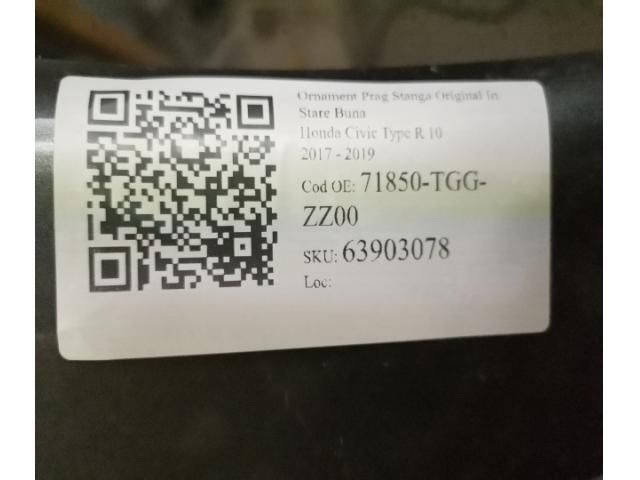 Ornament Prag Stanga Original In
Stare Buna
Honda Civic Type R 10
2017 - 2019
Cod OE: 71850-TGG-
ZZ00
SKU: 63903078
Loc: